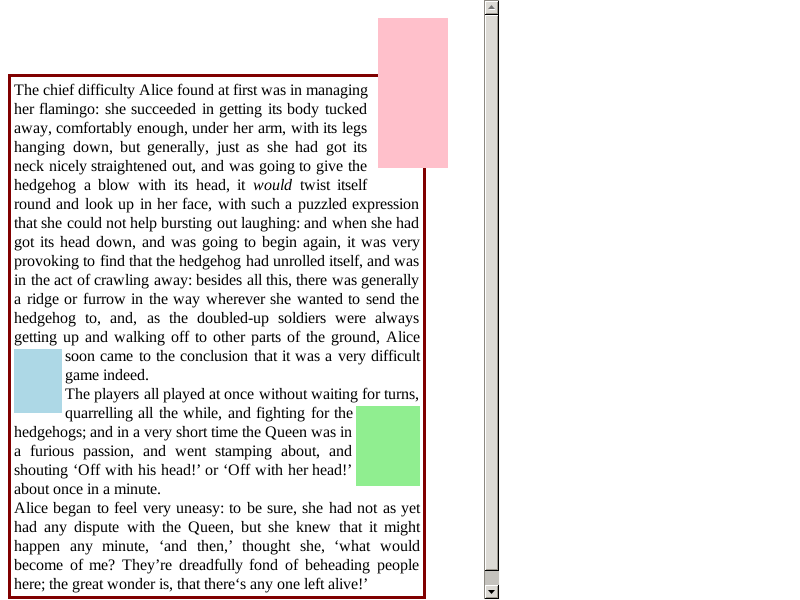 The chief difficulty Alice found at first was in managing
her flamingo: she succeeded in getting its body tucked
away, comfortably enough, under her arm, with its legs
hanging down, but generally, just as she had got its
neck nicely straightened out, and was going to give the
hedgehog a blow with its head, it would twist itself
round and look up in her face, with such a puzzled expression
that she could not help bursting out laughing: and when she had
got its head down, and was going to begin again, it was very
provoking to find that the hedgehog had unrolled itself, and was
in the act of crawling away: besides all this, there was generally
a ridge or furrow in the way wherever she wanted to send the
hedgehog to, and, as the doubled-up soldiers were always
getting up and walking off to other parts of the ground, Alice
soon came to the conclusion that it was a very difficult
game indeed.
The players all played at once without waiting for turns,
quarrelling all the while, and fighting for the
hedgehogs; and in a very short time the Queen was in
a furious passion, and went stamping about, and
shouting ‘Off with his head!’ or ‘Off with her head!’
about once in a minute.
Alice began to feel very uneasy: to be sure, she had not as yet
had any dispute with the Queen, but she knew that it might
happen any minute, ‘and then,’ thought she, ‘what would
become of me? They’re dreadfully fond of beheading people
here; the great wonder is, that there‘s any one left alive!’